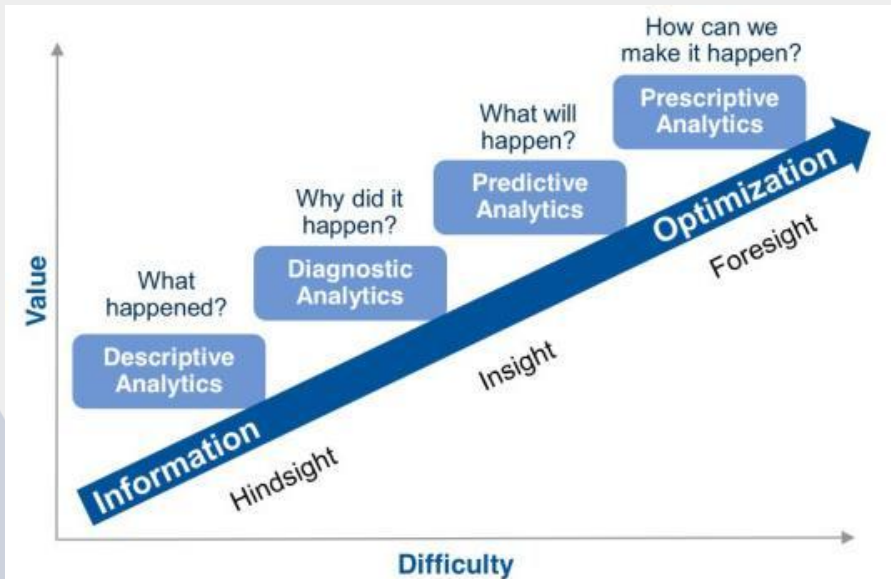 How can we
make it happen?
Prescriptive
Analytics
What will
happen?
Predictive
Analytics
Why did it
happen?
Diagnostic
Analytics
What
happened?
Descriptive
Analytics
Value
Information
Optimization
Hindsight
Insight
Foresight
Difficulty